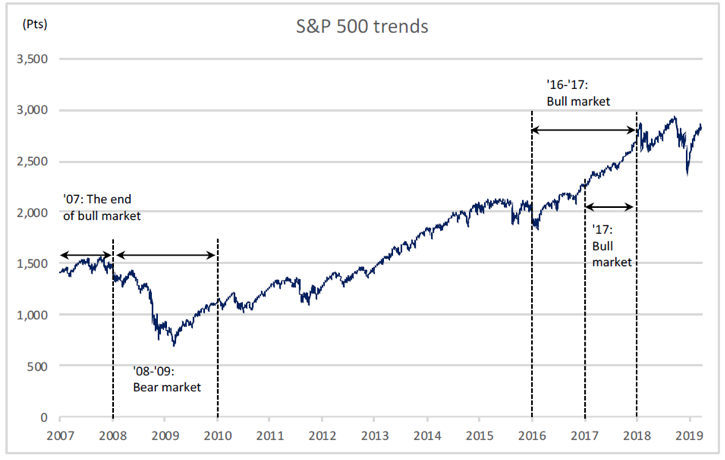 S&P 500 trends
(Pts)
3,500
3,000
2,500
2,000
1,500
1,000
500
0
'07: The end
of bull market
'08-'09:
Bear market
'16-'17:
Bull market
'17:
Bull
market
2007 2008 2009 2010 2012 2013 2014 2015 2016 2017 2018 2019